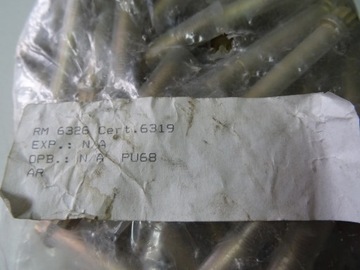 RM 6326 Cert.6319
EXP.: N/A
OPB.: N/A PU68
AR